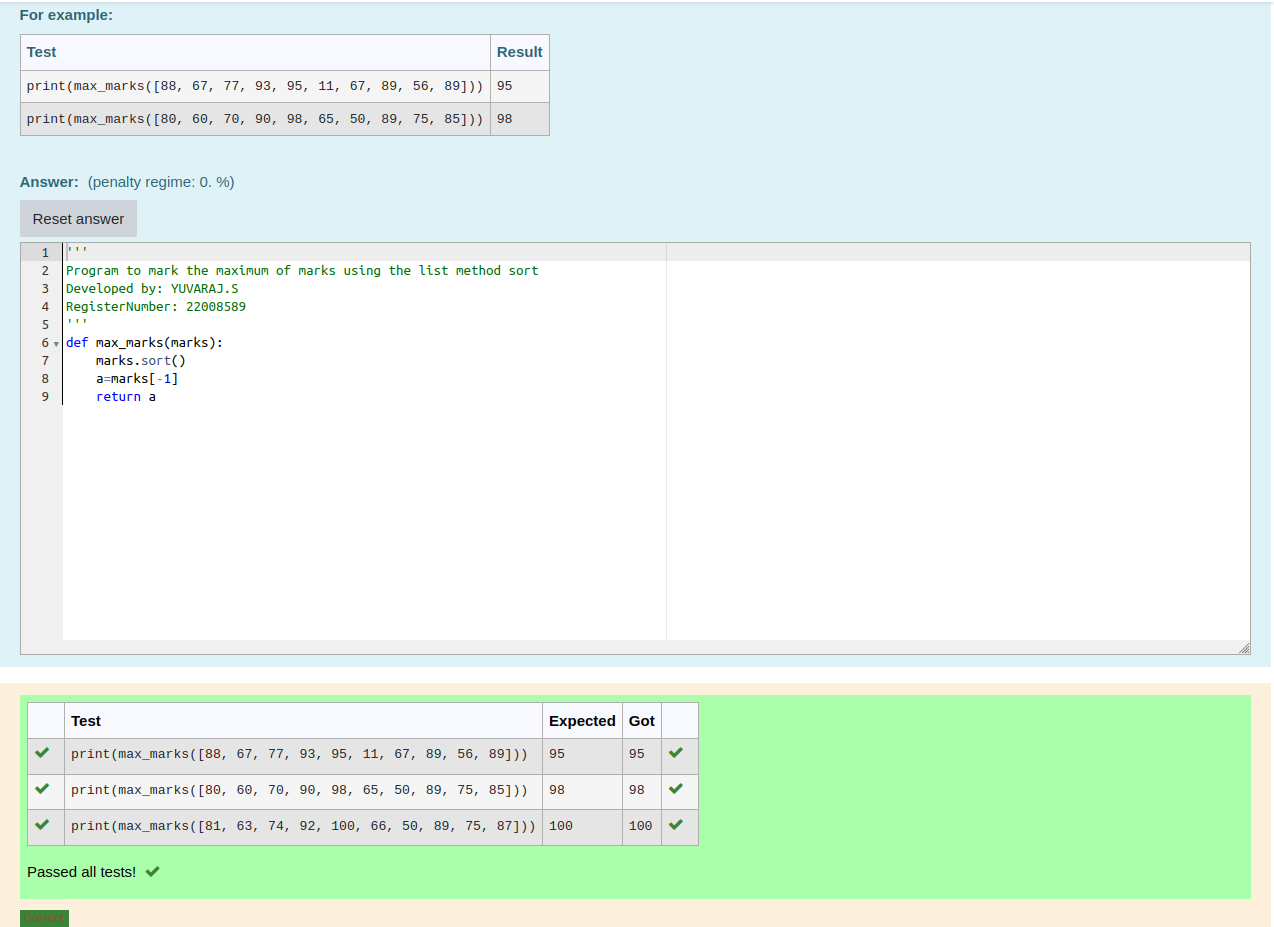 For example:
Test Result
print(max_marks([88, 67, 77, 93, 95, 11, 67, 89, 56, 89])) 95
print(max_marks([80, 60, 70, 90, 98, 65, 50, 89, 75, 85])) 98
Answer: (penalty regime: 0. %)
Reset answer
1 '''
2 Program to mark the maximum of marks using the list method sort
3 Developed by: YUVARAJ.S
4 RegisterNumber: 22008589
5 '''
6 def max_marks(marks):
7     marks.sort()
8     a=marks[-1]
9     return a
Test Expected Got
print(max_marks([88, 67, 77, 93, 95, 11, 67, 89, 56, 89])) 95 95
print(max_marks([80, 60, 70, 90, 98, 65, 50, 89, 75, 85])) 98 98
print(max_marks([81, 63, 74, 92, 100, 66, 50, 89, 75, 87])) 100 100
Passed all tests!
Correct